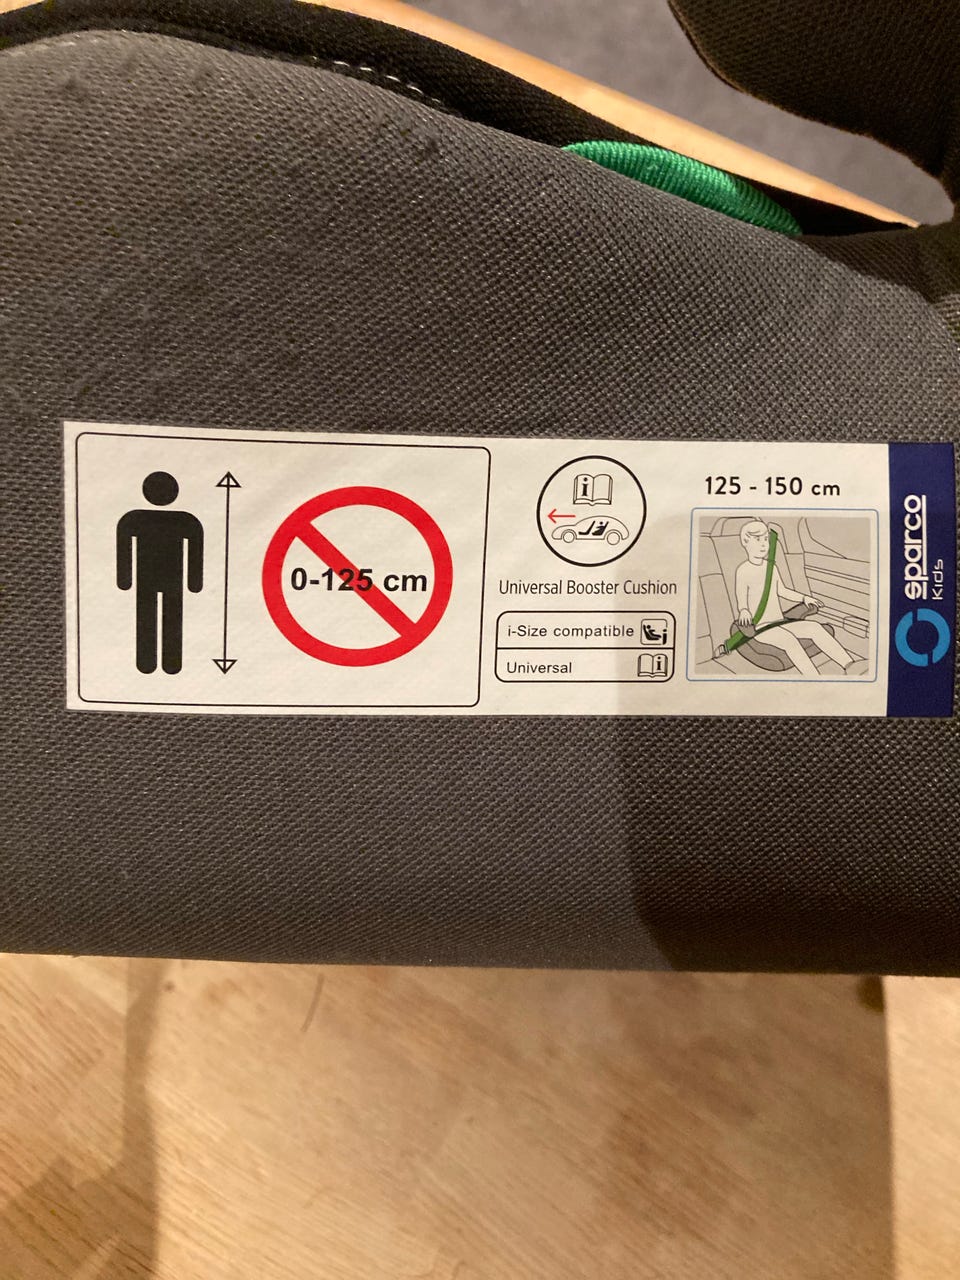 0-125 cm
i
Universal Booster Cushion
i-Size compatible i
Universal i
125 - 150 cm
sparco
Kids